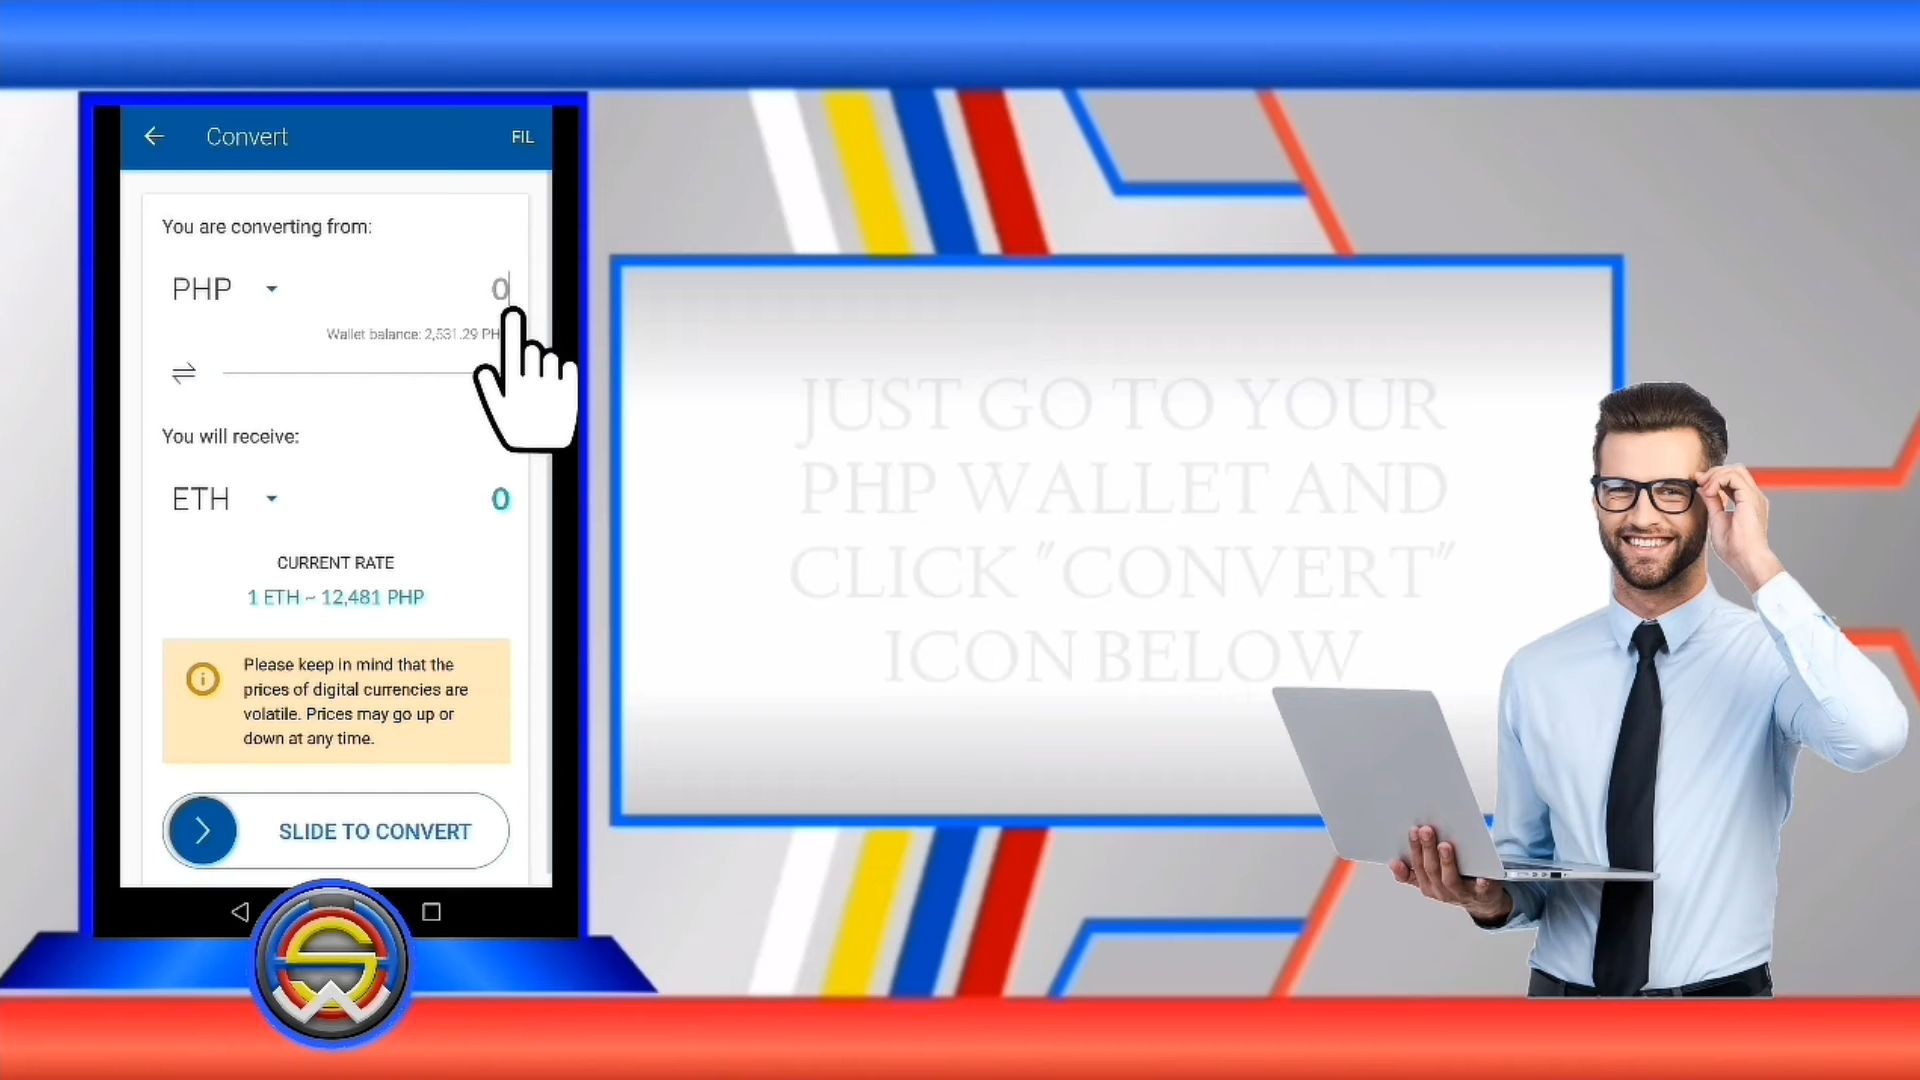 Convert
FIL
You are converting from:
PHP
0
Wallet balance: 2,531.29 PH
You will receive:
ETH
0
CURRENT RATE
1 ETH ~ 12,481 PHP
Please keep in mind that the
prices of digital currencies are
volatile. Prices may go up or
down at any time.
SLIDE TO CONVERT
JUST GO TO YOUR
PHP WALLET AND
CLICK "CONVERT"
ICON BELOW